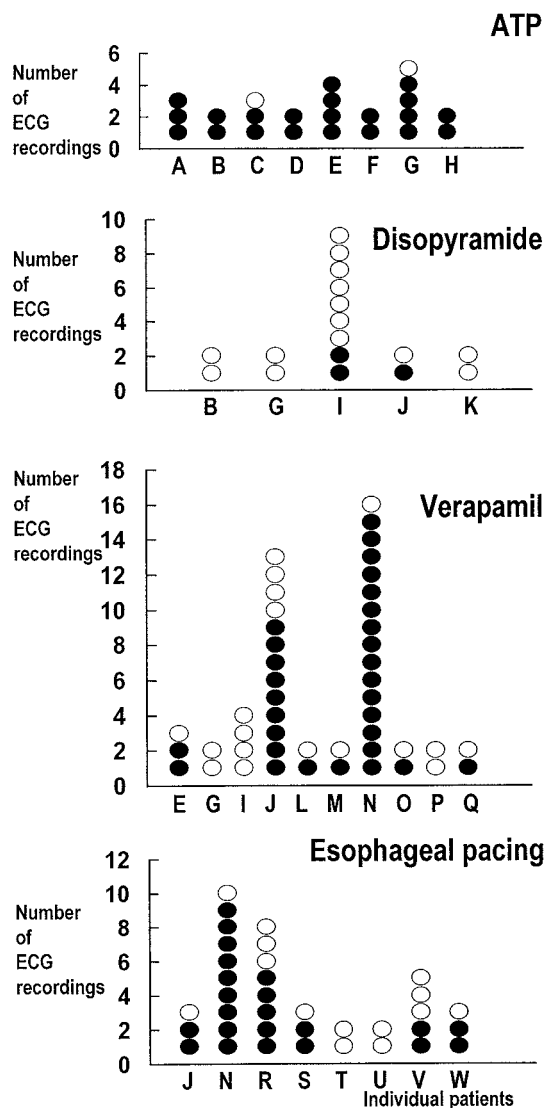 ATP
Number
of
ECG
recordings
6
4
2
0
A B C D E F G H
Disopyramide
Number
of
ECG
recordings
10
8
6
4
2
0
B G I J K
Verapamil
Number
of
ECG
recordings
18
16
14
12
10
8
6
4
2
0
E G I J L M N O P Q
Esophageal pacing
Number
of
ECG
recordings
12
10
8
6
4
2
0
J N R S T U V W
Individual patients